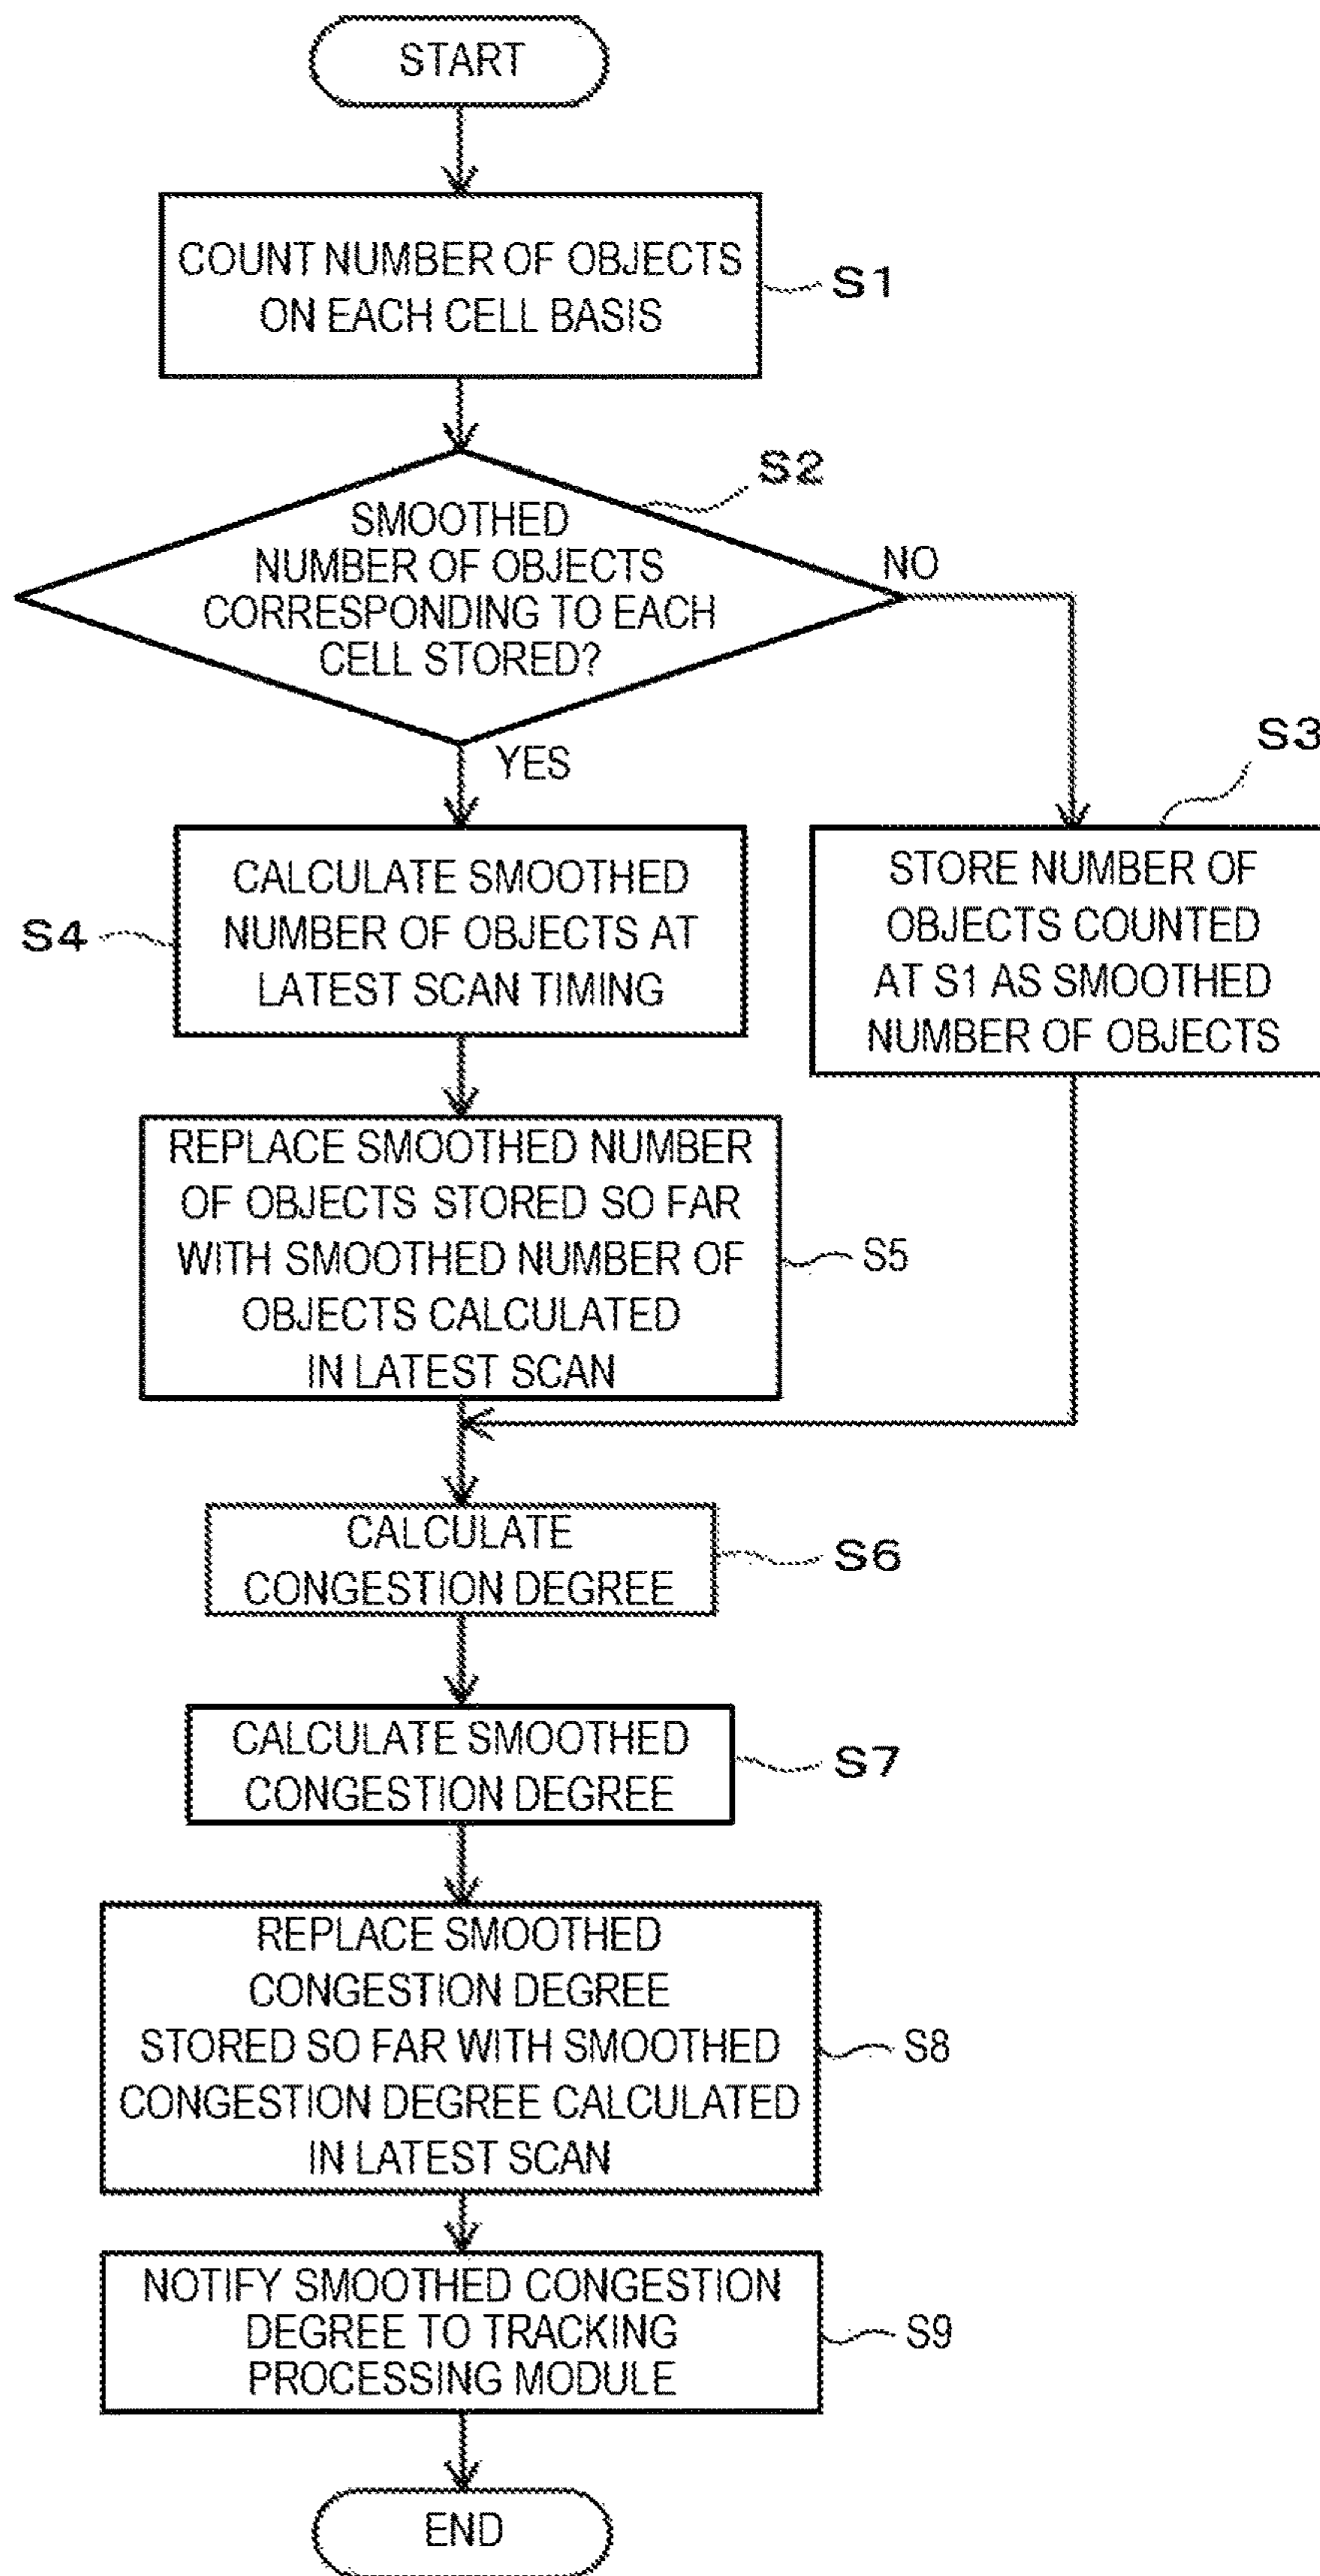 START
COUNT NUMBER OF OBJECTS
ON EACH CELL BASIS
S1
S2
SMOOTHED
NUMBER OF OBJECTS
CORRESPONDING TO EACH
CELL STORED?
NO
YES
S3
STORE NUMBER OF
OBJECTS COUNTED
AT S1 AS SMOOTHED
NUMBER OF OBJECTS
S4
CALCULATE SMOOTHED
NUMBER OF OBJECTS AT
LATEST SCAN TIMING
REPLACE SMOOTHED NUMBER
OF OBJECTS STORED SO FAR
WITH SMOOTHED NUMBER OF
OBJECTS CALCULATED
IN LATEST SCAN
S5
CALCULATE
CONGESTION DEGREE
S6
CALCULATE SMOOTHED
CONGESTION DEGREE
S7
REPLACE SMOOTHED
CONGESTION DEGREE
STORED SO FAR WITH SMOOTHED
CONGESTION DEGREE CALCULATED
IN LATEST SCAN
S8
NOTIFY SMOOTHED CONGESTION
DEGREE TO TRACKING
PROCESSING MODULE
S9
END